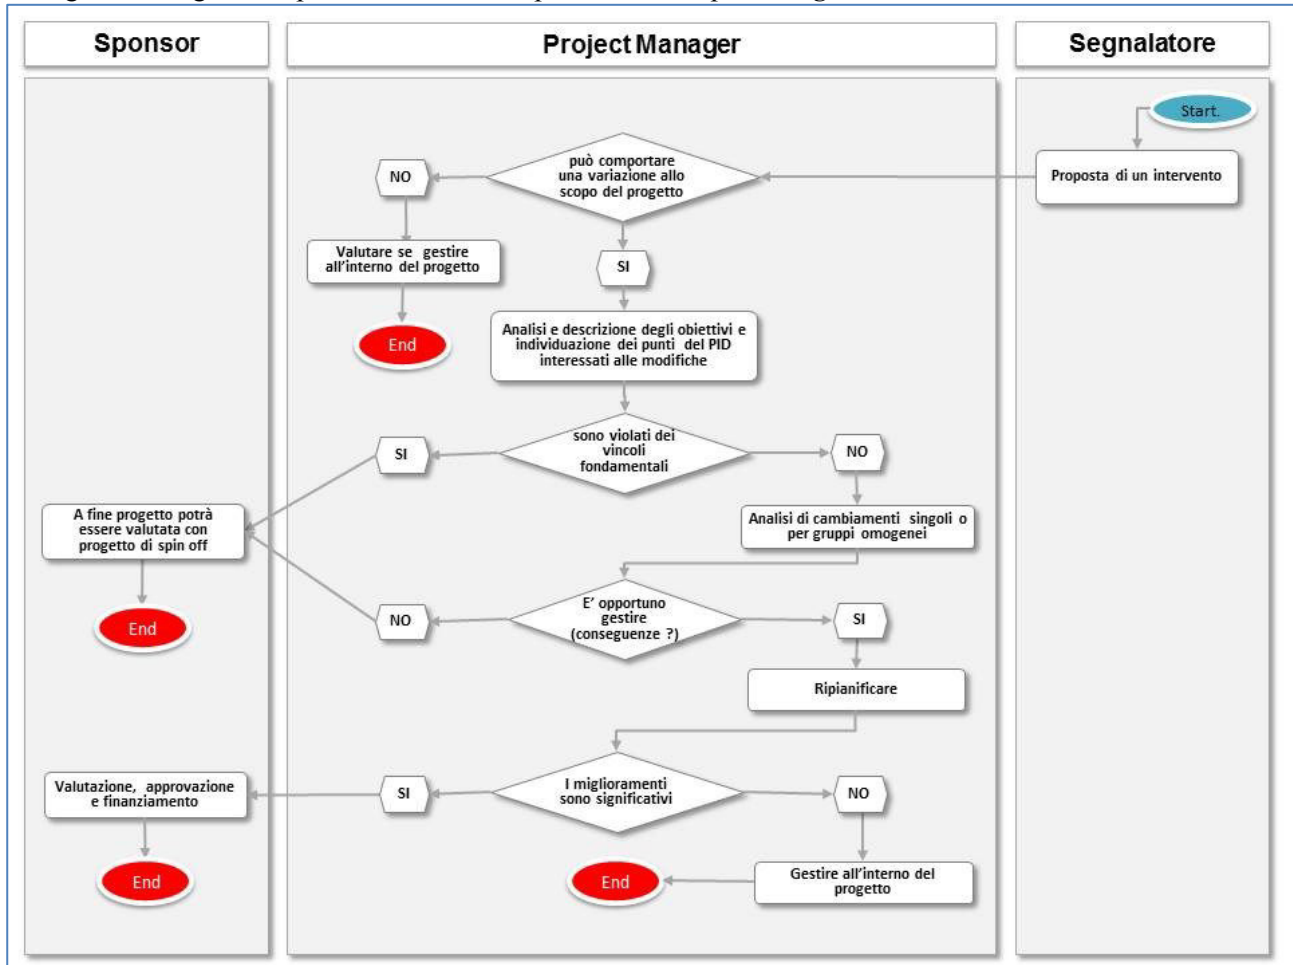 Sponsor
Project Manager
Segnalatore
Start.
Proposta di un intervento
può comportare
una variazione allo
scopo del progetto
NO
SI
Valutare se gestire
all'interno del progetto
End
Analisi e descrizione degli obiettivi e
individuazione dei punti del PID
interessati alle modifiche
sono violati dei
vincoli
fondamentali
SI
NO
A fine progetto potrà
essere valutata con
progetto di spin off
Analisi di cambiamenti singoli o
per gruppi omogenei
End
E' opportuno
gestire
(conseguenze ?)
NO
SI
Ripianificare
I miglioramenti
sono significativi
SI
NO
Valutazione, approvazione
e finanziamento
End
Gestire all'interno del
progetto
End